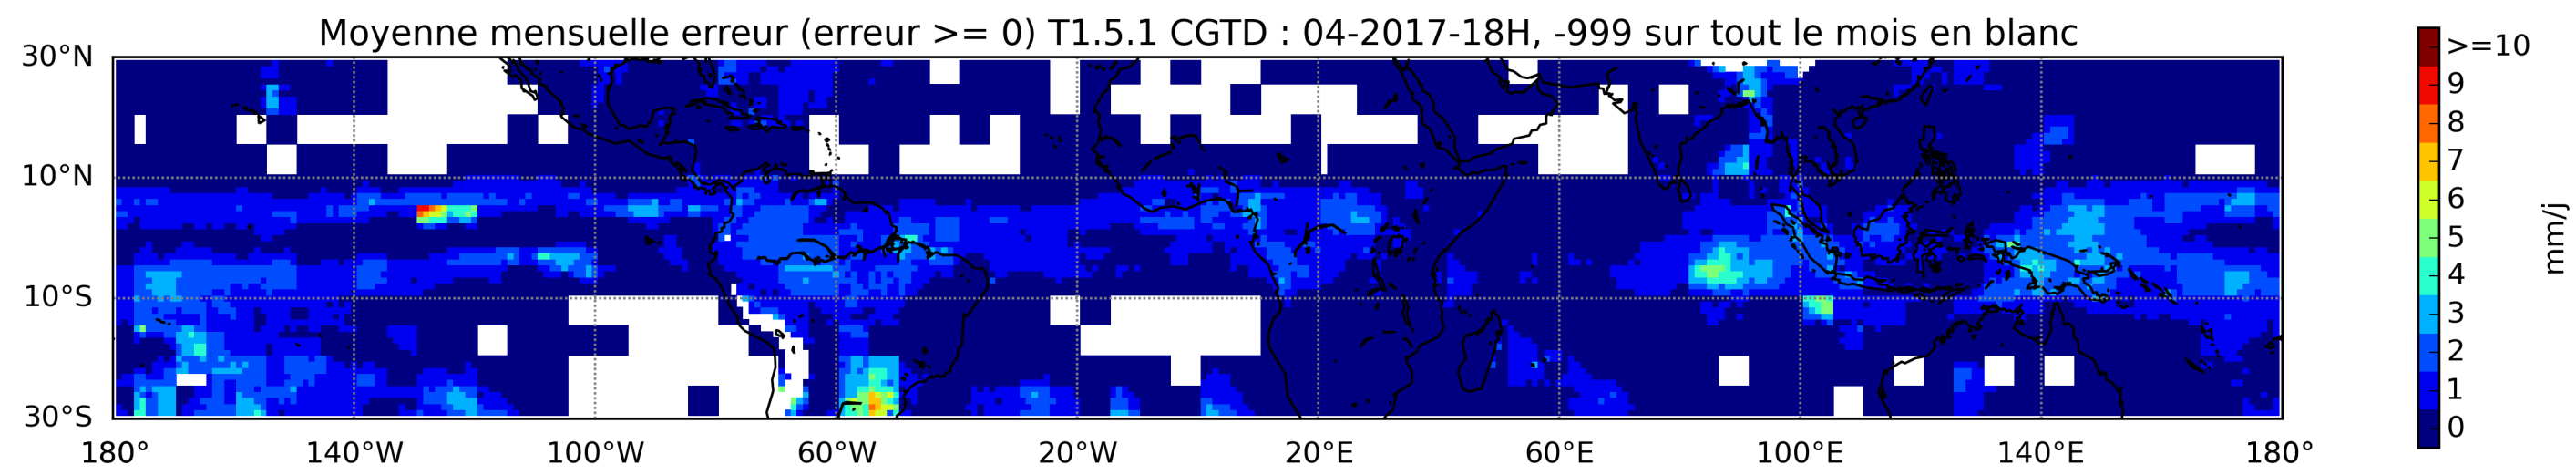 Moyenne mensuelle erreur (erreur >= 0) T1.5.1 CGTD : 04-2017-18H, -999 sur tout le mois en blanc
30°N
10°N
10°S
30°S
180° 140°W 100°W 60°W 20°W 20°E 60°E 100°E 140°E 180°
>=10
9
8
7
6
5
4
3
2
1
0
mm/j